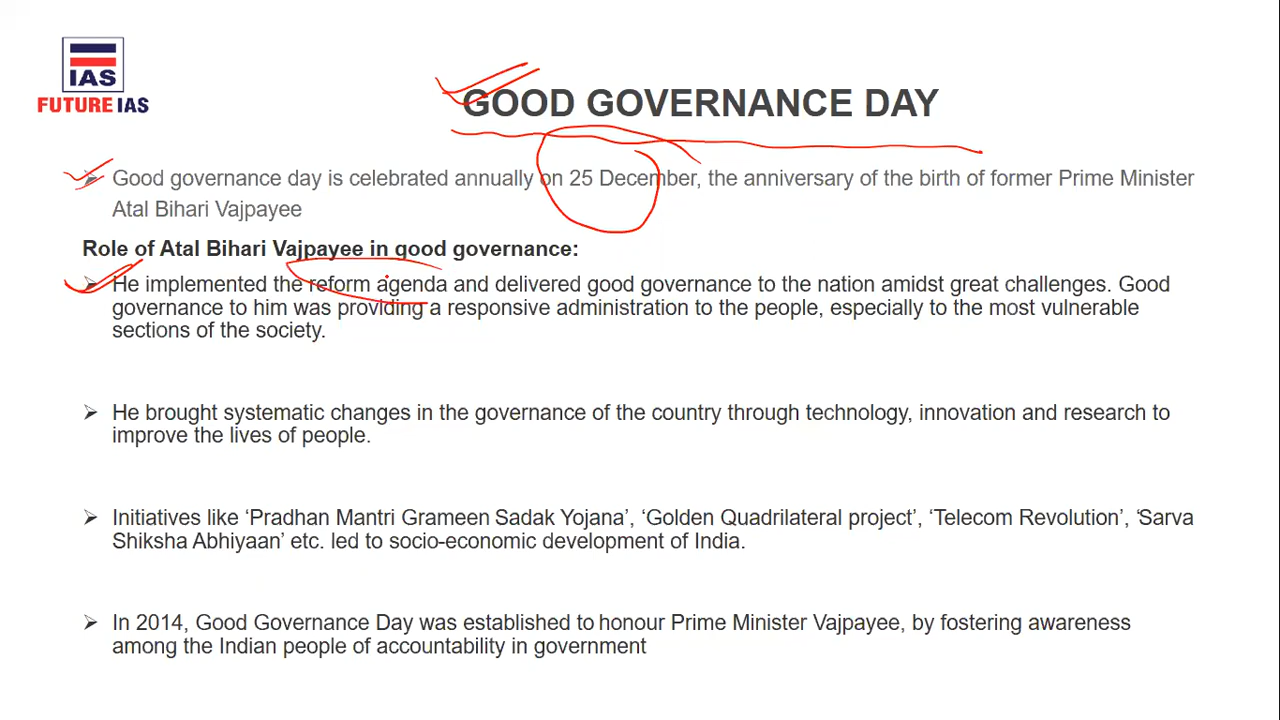 IAS
FUTURE IAS
GOOD GOVERNANCE DAY
➢ Good governance day is celebrated annually on 25 December, the anniversary of the birth of former Prime Minister
Atal Bihari Vajpayee
Role of Atal Bihari Vajpayee in good governance:
➢ He implemented the reform agenda and delivered good governance to the nation amidst great challenges. Good
governance to him was providing a responsive administration to the people, especially to the most vulnerable
sections of the society.
➢ He brought systematic changes in the governance of the country through technology, innovation and research to
improve the lives of people.
➢ Initiatives like ‘Pradhan Mantri Grameen Sadak Yojana’, ‘Golden Quadrilateral project’, ‘Telecom Revolution’, ‘Sarva
Shiksha Abhiyaan’ etc. led to socio-economic development of India.
➢ In 2014, Good Governance Day was established to honour Prime Minister Vajpayee, by fostering awareness
among the Indian people of accountability in government